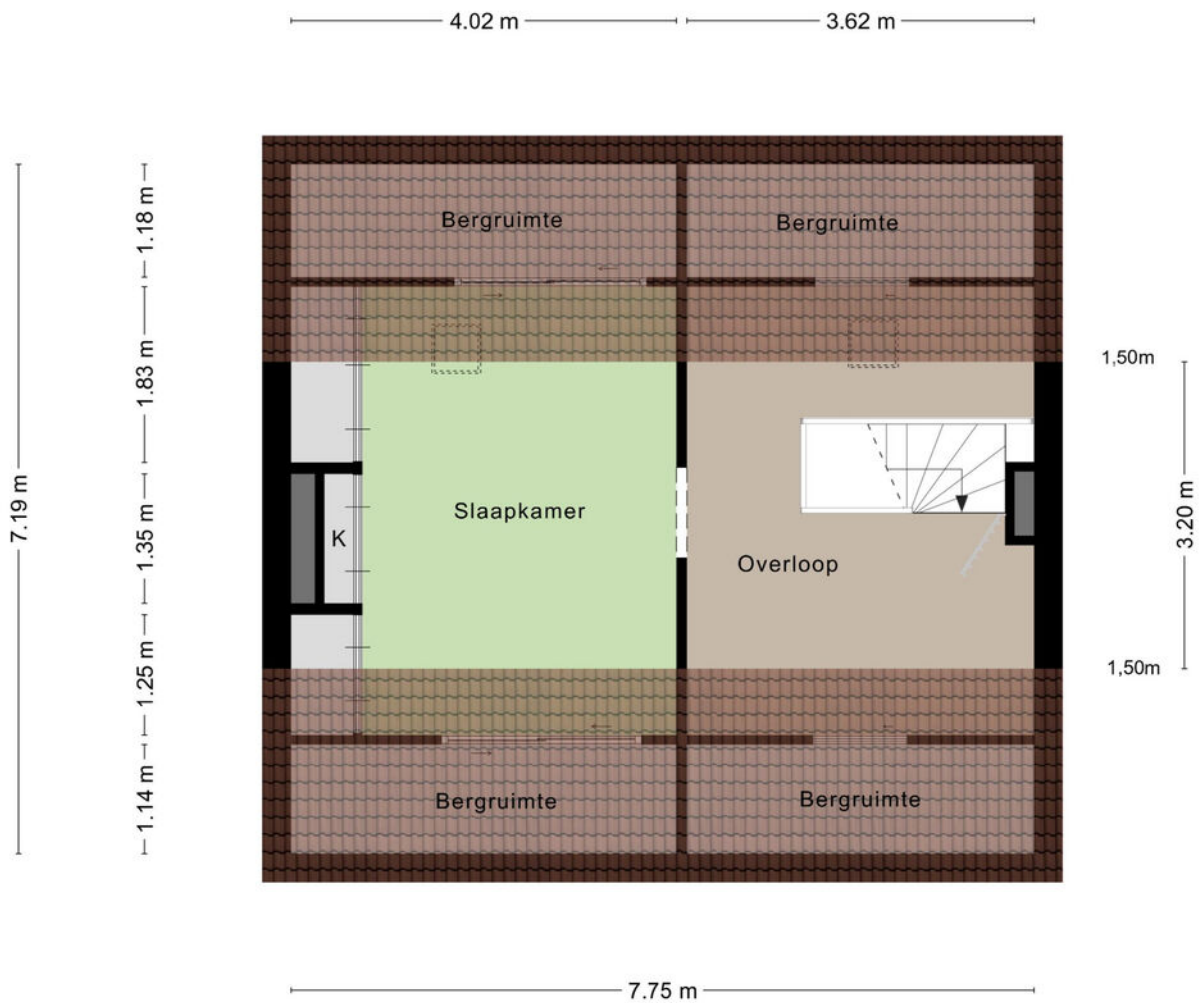 4.02 m
3.62 m
7.19 m
1.18 m
1.83 m
1.35 m
1.25 m
1.14 m
Bergruimte
Bergruimte
1,50m
Slaapkamer
K
Overloop
3.20 m
1,50m
Bergruimte
Bergruimte
7.75 m